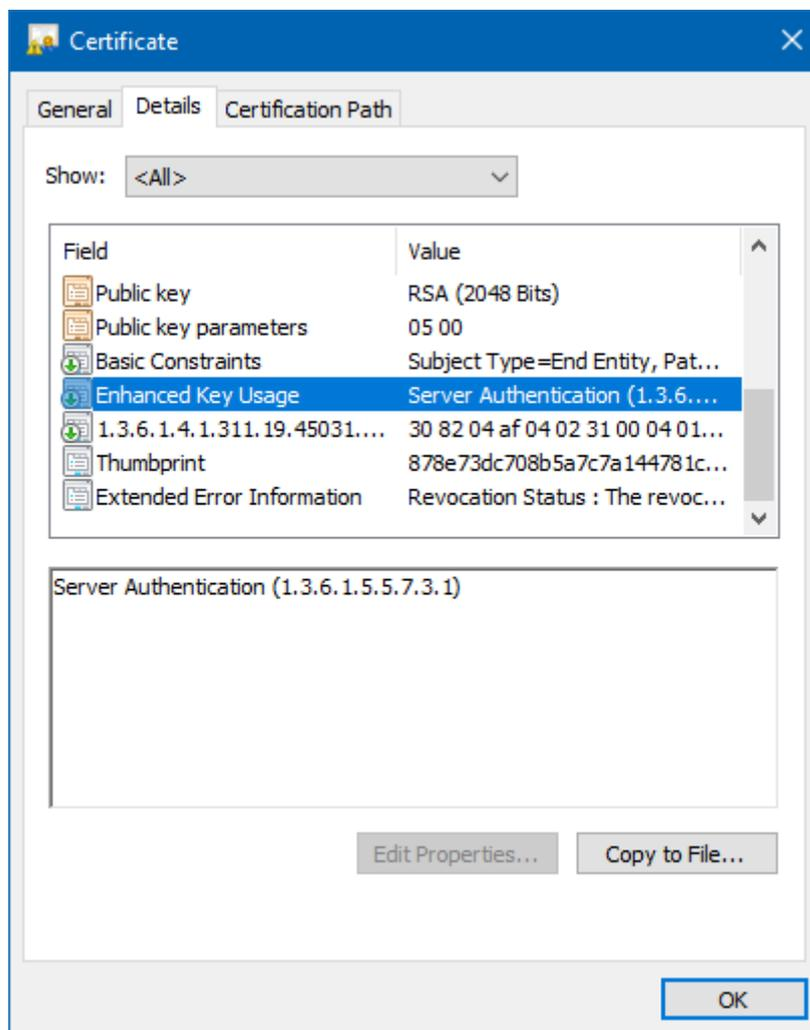 Certificate
General Details Certification Path
Show: <All>
Field Value
Public key RSA (2048 Bits)
Public key parameters 05 00
Basic Constraints Subject Type=End Entity, Pat...
Enhanced Key Usage Server Authentication (1.3.6....
1.3.6.1.4.1.311.19.45031.... 30 82 04 af 04 02 31 00 04 01...
Thumbprint 878e73dc708b5a7c7a144781c...
Extended Error Information Revocation Status : The revoc...
Server Authentication (1.3.6.1.5.5.7.3.1)
Edit Properties... Copy to File...
OK